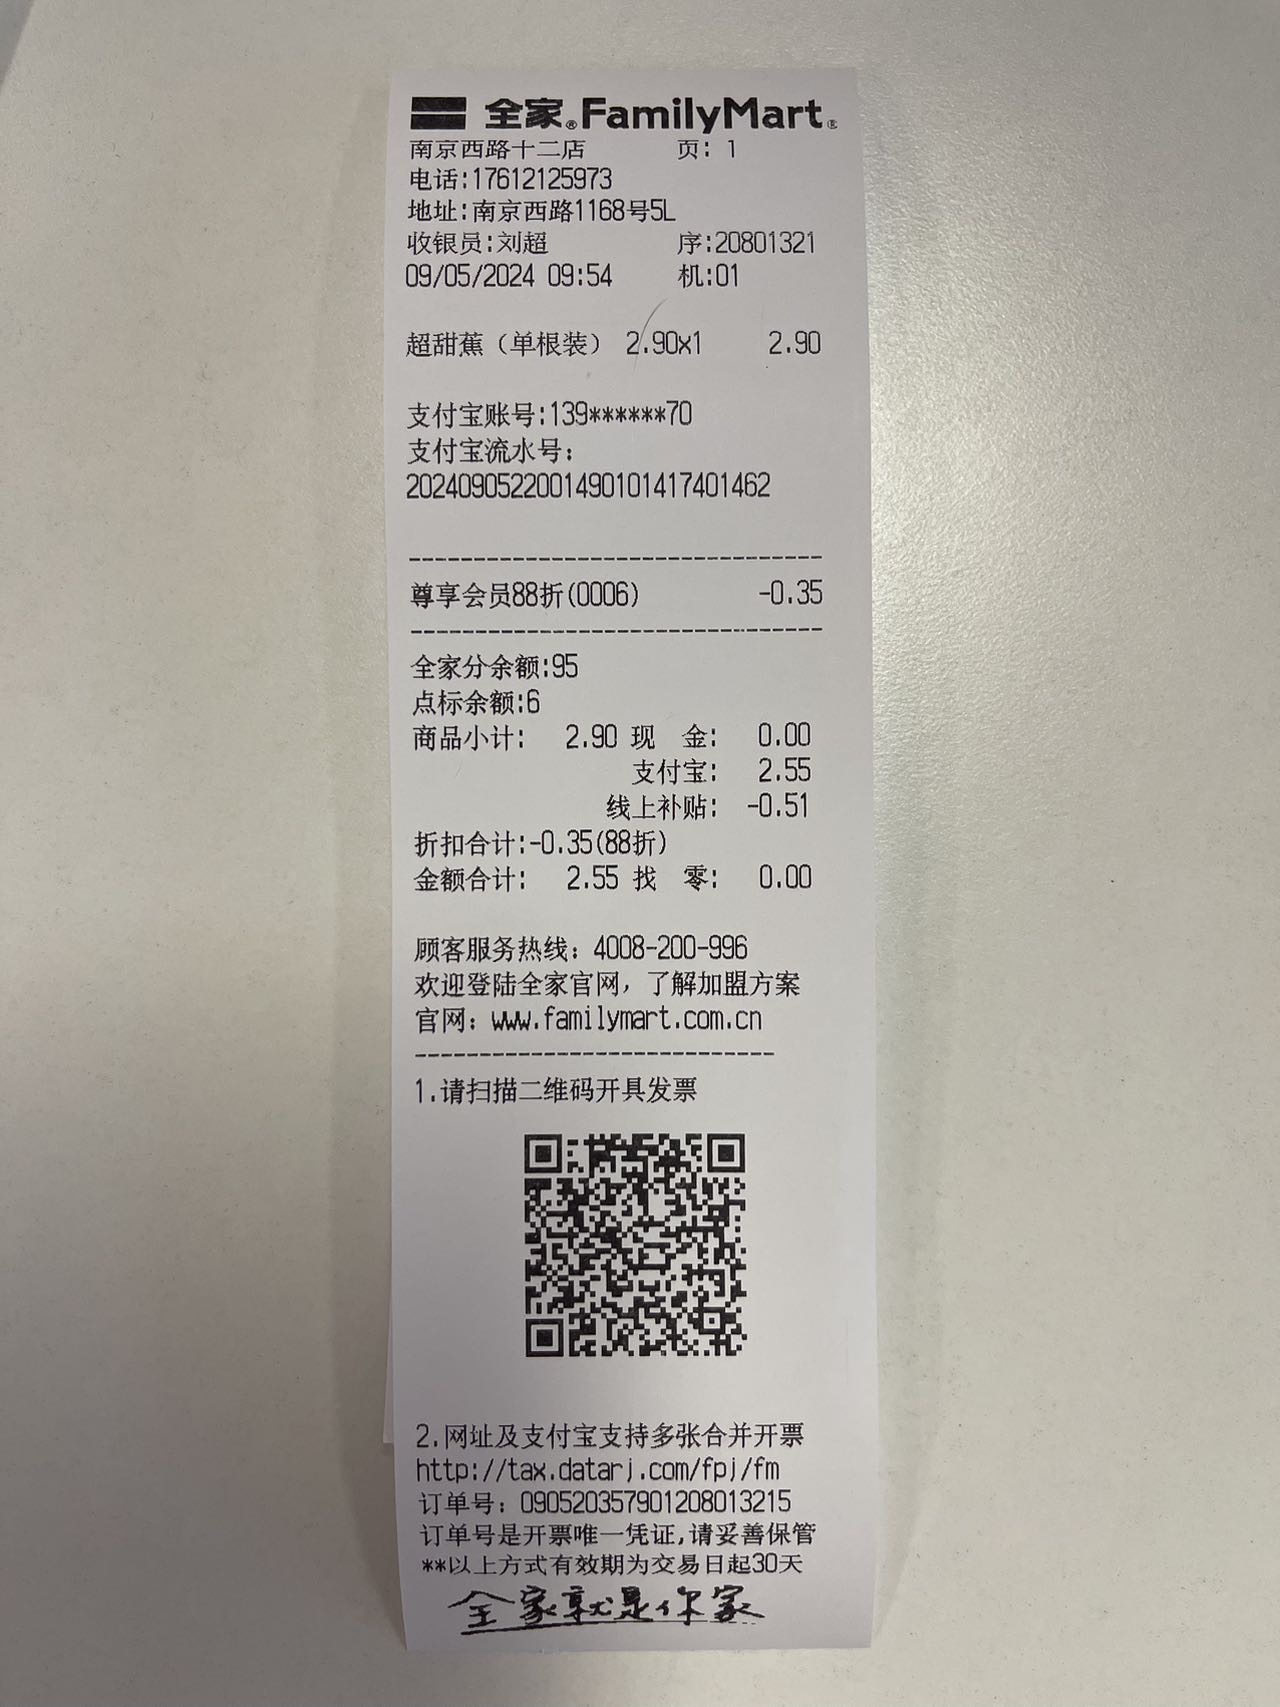 全家®FamilyMart®
南京西路十二店 页: 1
电话:17612125973
地址:南京西路1168号5L
收银员:刘超 序:20801321
09/05/2024 09:54 机:01
超甜蕉（单根装） 2.90x1 2.90
支付宝账号:139******70
支付宝流水号:
2024090522001490101417401462
--------------------------------
尊享会员88折(0006) -0.35
--------------------------------
全家分余额:95
点标余额:6
商品小计: 2.90 现 金: 0.00
支付宝: 2.55
线上补贴: -0.51
折扣合计:-0.35(88折)
金额合计: 2.55 找 零: 0.00
顾客服务热线: 4008-200-996
欢迎登陆全家官网，了解加盟方案
官网: www.familymart.com.cn
----------------------------
1.请扫描二维码开具发票
2.网址及支付宝支持多张合并开票
http://tax.datarj.com/fpj/fm
订单号: 090520357901208013215
订单号是开票唯一凭证,请妥善保管
**以上方式有效期为交易日起30天
全家就是你家